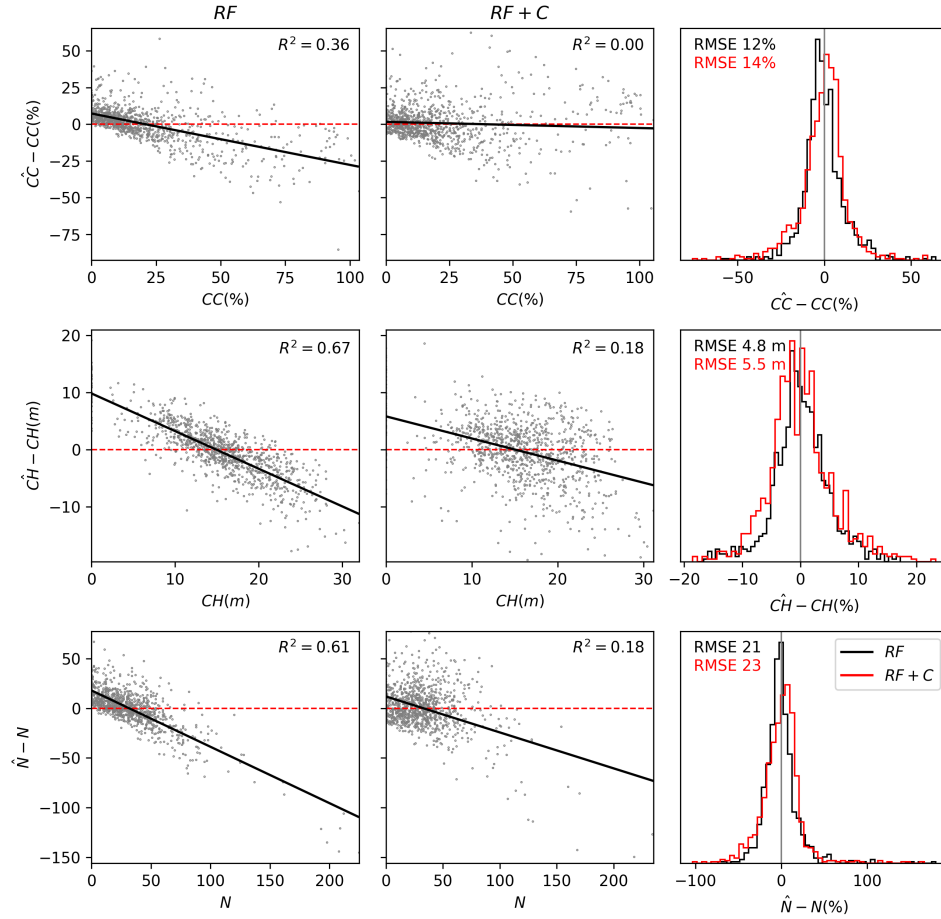 RF
RF + C
R² = 0.36
R² = 0.00
RMSE 12%
RMSE 14%
50
25
0
−25
−50
−75
ĈC − CC(%)
0 25 50 75 100
0 25 50 75 100
−50 0 50
CC(%)
CC(%)
ĈC − CC(%)
R² = 0.67
R² = 0.18
RMSE 4.8 m
RMSE 5.5 m
20
10
0
−10
ĈH − CH(m)
0 10 20 30
0 10 20 30
−20 −10 0 10 20
CH(m)
CH(m)
ĈH − CH(%)
R² = 0.61
R² = 0.18
RMSE 21
RMSE 23
RF
RF + C
50
0
−50
−100
−150
N̂ − N
0 50 100 150 200
0 50 100 150 200
−100 0 100
N
N
N̂ − N(%)